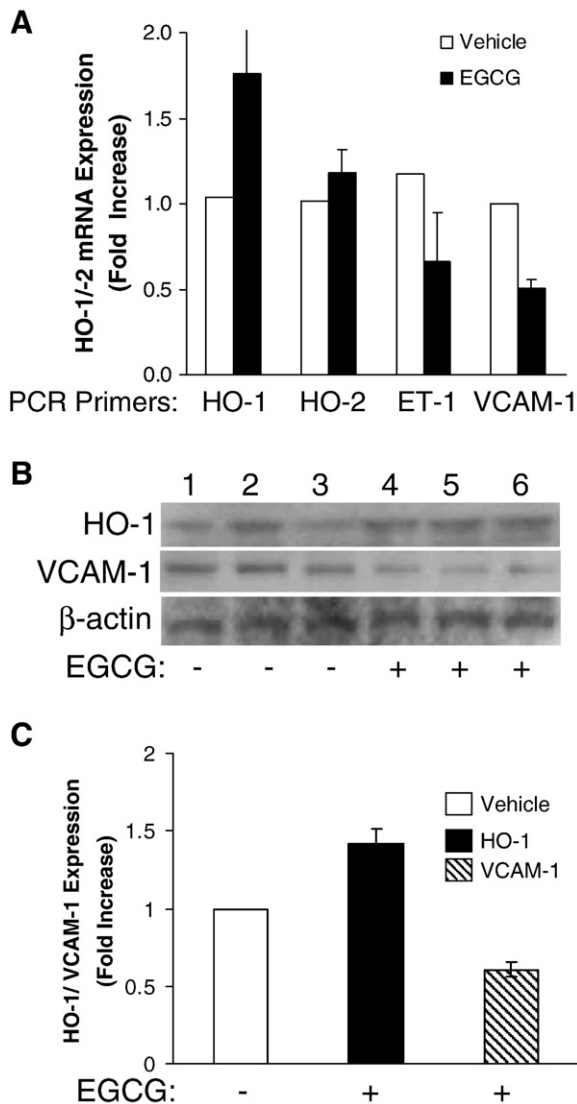 A
HO-1/-2 mRNA Expression
(Fold Increase)
2.0
1.5
1.0
0.5
0.0
Vehicle
EGCG
PCR Primers: HO-1 HO-2 ET-1 VCAM-1
B
1 2 3 4 5 6
HO-1
VCAM-1
β-actin
EGCG: - - - + + +
C
HO-1/ VCAM-1 Expression
(Fold Increase)
2
1.5
1
0.5
0
Vehicle
HO-1
VCAM-1
EGCG: - + +